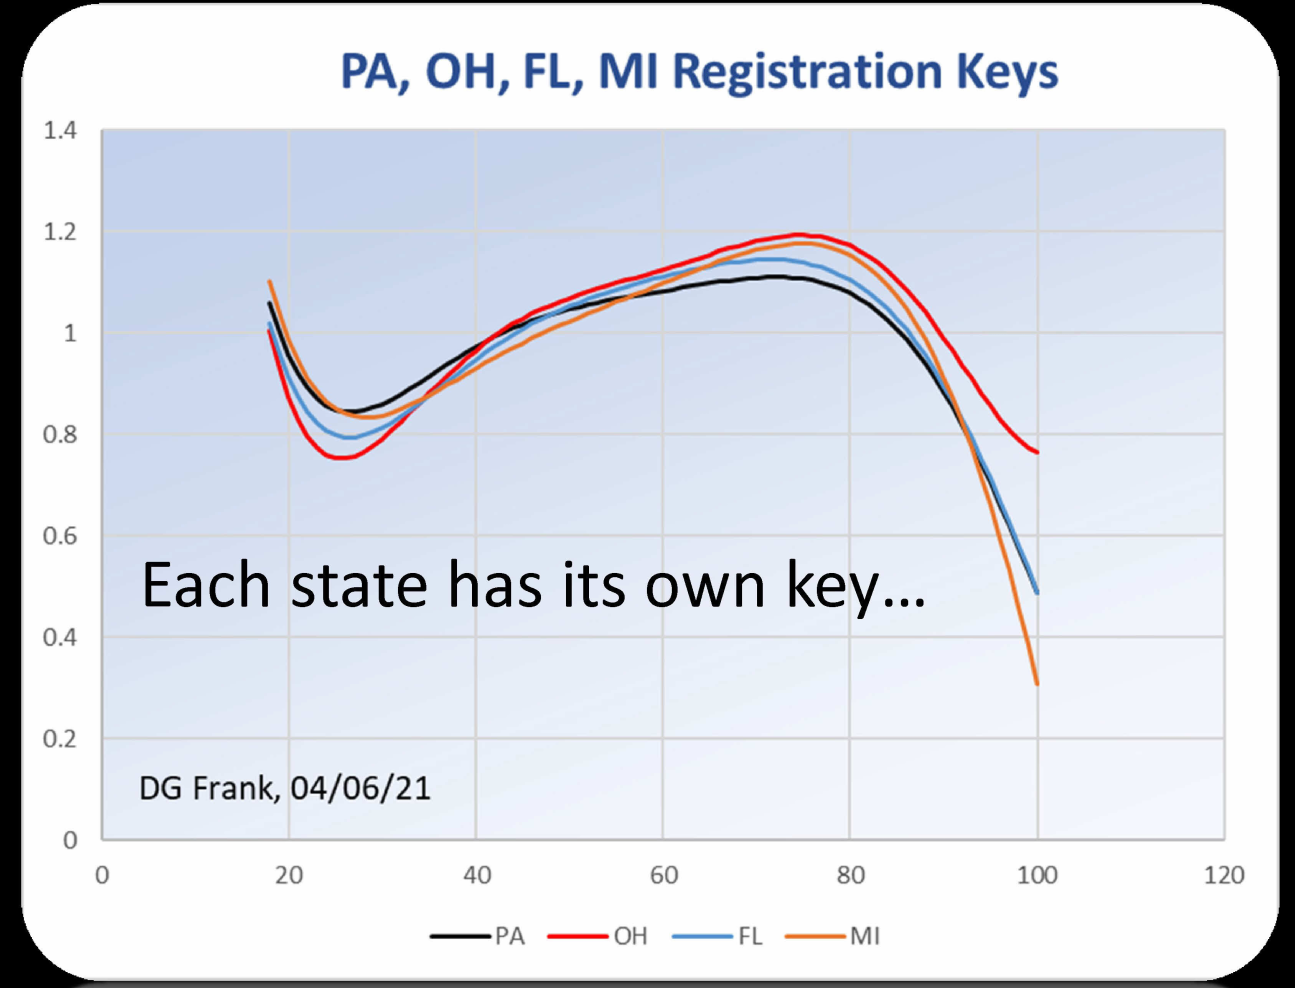 PA, OH, FL, MI Registration Keys
1.4
1.2
1
0.8
0.6
Each state has its own key...
0.4
0.2
DG Frank, 04/06/21
0
0 20 40 60 80 100 120
PA OH FL MI